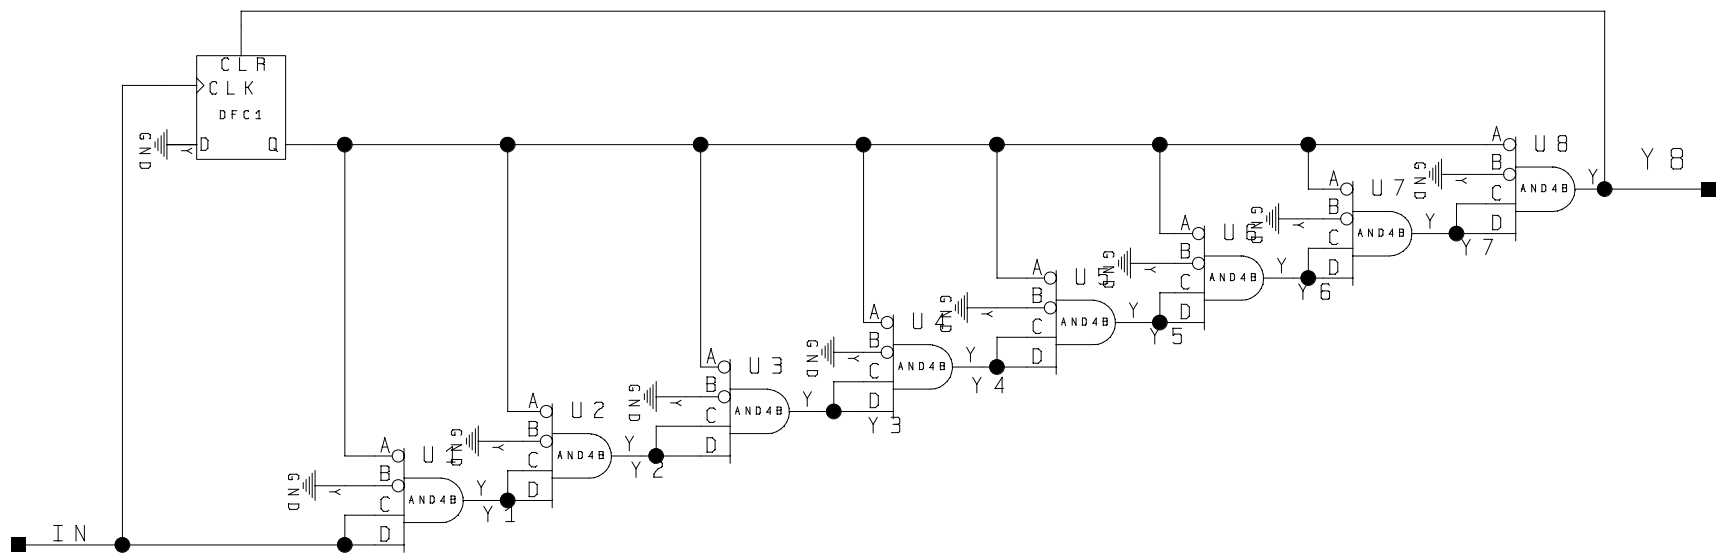 CLR
CLK
DFC1
GND Y D Q
A U8
GND Y B AND4B Y Y8
C
D
A U7
GND Y B AND4B Y Y7
C
D
A U6
GND Y B AND4B Y Y6
C
D
A U5
GND Y B AND4B Y Y5
C
D
A U4
GND Y B AND4B Y Y4
C
D
A U3
GND Y B AND4B Y Y3
C
D
A U2
GND Y B AND4B Y Y2
C
D
A U1
GND Y B AND4B Y Y1
C
D
IN